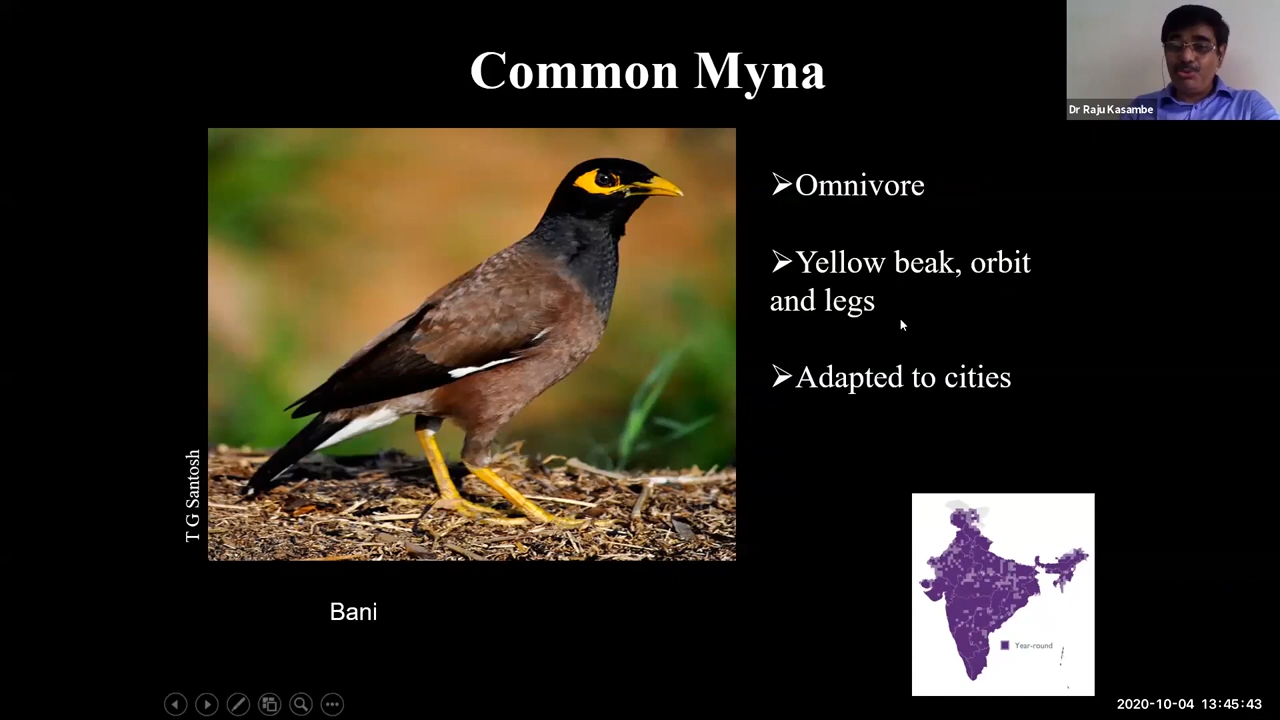 Common Myna
Dr Raju Kasambe
➢Omnivore
➢Yellow beak, orbit
and legs
➢Adapted to cities
T G Santosh
Bani
Year-round
2020-10-04 13:45:43